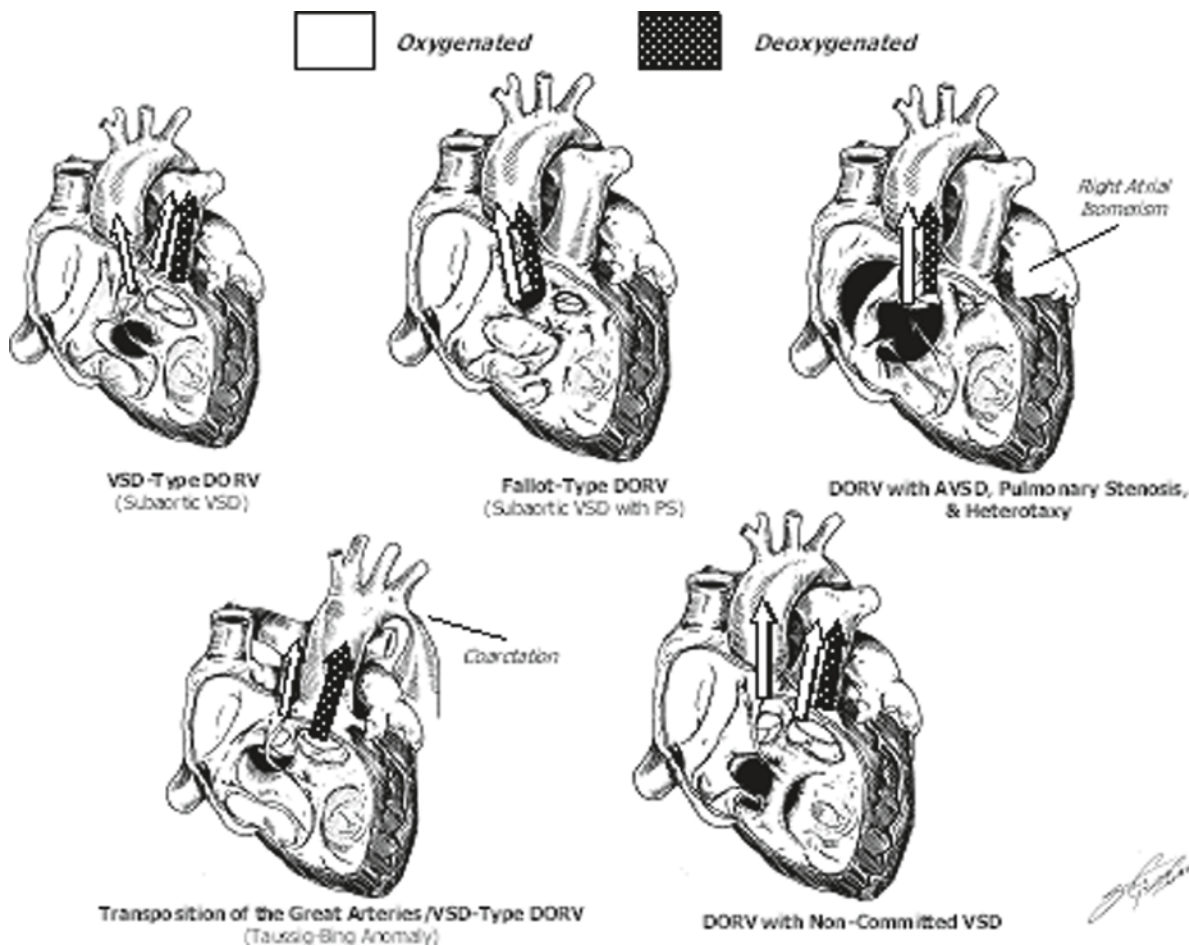 Oxygenated
Deoxygenated
Right Atrial
Isomerism
VSD-Type DORV
(Subaortic VSD)
Fallot-Type DORV
(Subaortic VSD with PS)
DORV with AVSD, Pulmonary Stenosis,
& Heterotaxy
Coarctation
Transposition of the Great Arteries/VSD-Type DORV
(Taussig-Bing Anomaly)
DORV with Non-Committed VSD